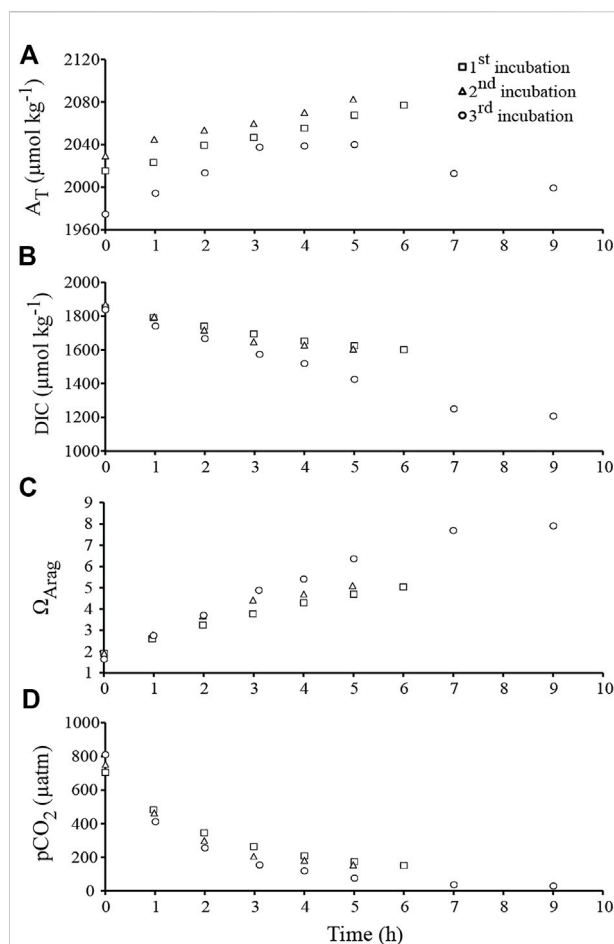 A
2120
2080
2040
2000
1960
A_T (µmol kg⁻¹)
1ˢᵗ incubation
2ⁿᵈ incubation
3ʳᵈ incubation
0 1 2 3 4 5 6 7 8 9 10
B
2000
1800
1600
1400
1200
1000
DIC (µmol kg⁻¹)
0 1 2 3 4 5 6 7 8 9 10
C
9
8
7
6
5
4
3
2
1
Ω_Arag
0 1 2 3 4 5 6 7 8 9 10
D
1000
800
600
400
200
0
pCO₂ (µatm)
0 1 2 3 4 5 6 7 8 9 10
Time (h)